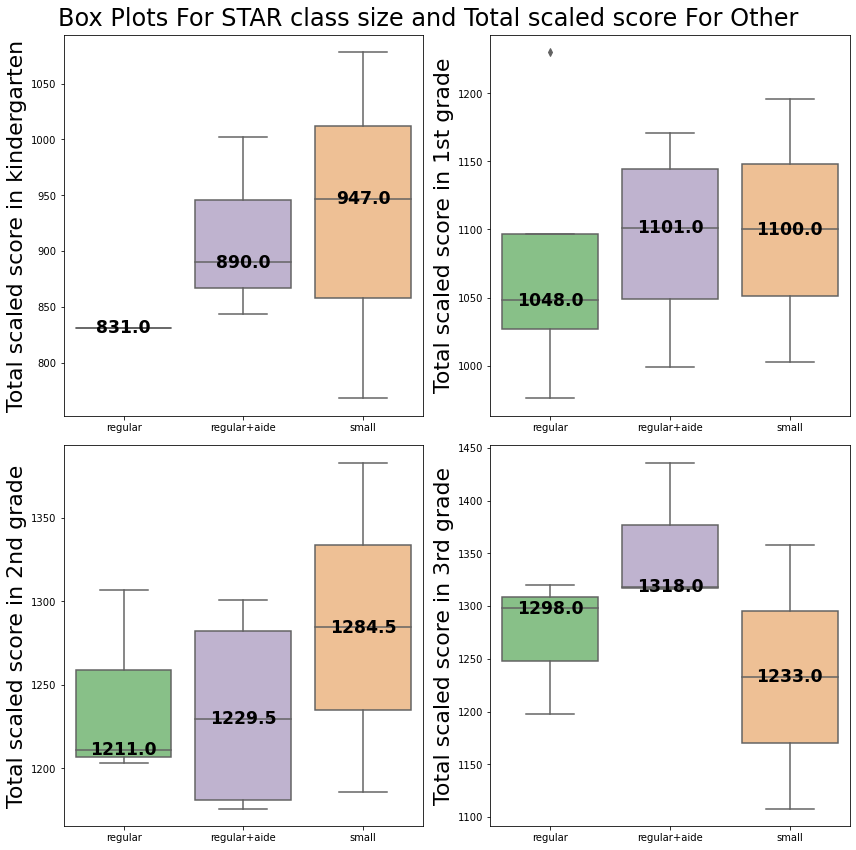 Box Plots For STAR class size and Total scaled score For Other
Total scaled score in kindergarten
1050
1000
950
900
850
800
831.0
890.0
947.0
regular
regular+aide
small
Total scaled score in 1st grade
1200
1150
1100
1050
1000
1048.0
1101.0
1100.0
regular
regular+aide
small
Total scaled score in 2nd grade
1350
1300
1250
1200
1211.0
1229.5
1284.5
regular
regular+aide
small
Total scaled score in 3rd grade
1450
1400
1350
1300
1250
1200
1150
1100
1298.0
1318.0
1233.0
regular
regular+aide
small